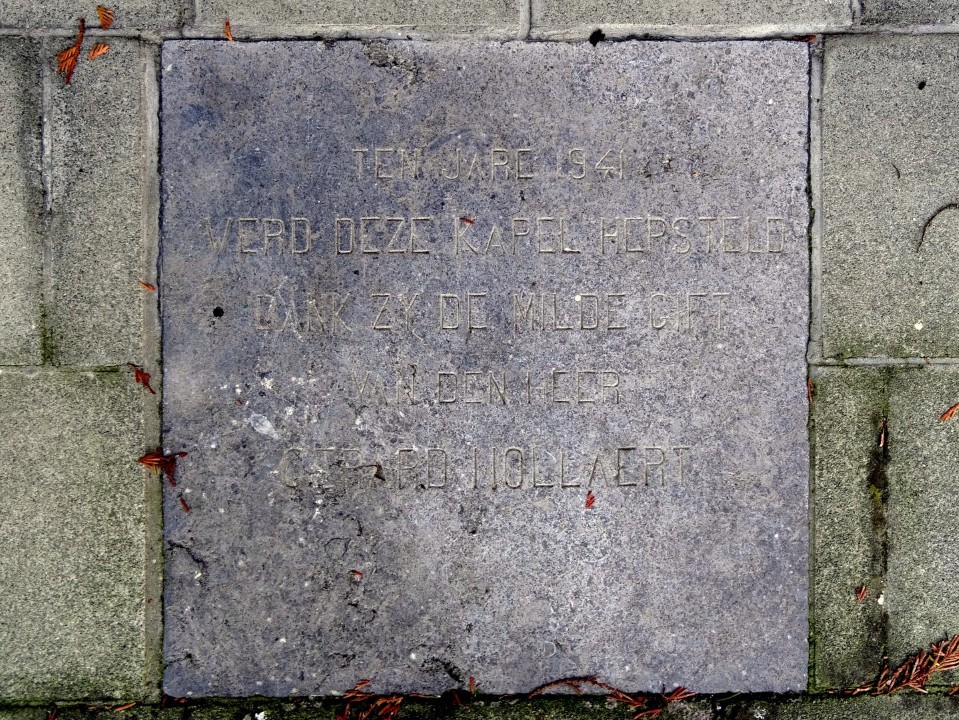 TEN JARE 1941
WERD DEZE KAPEL HERSTELD
DANK ZY DE MILDE GIFT
VAN DEN HEER
GERARD HOLLAERT